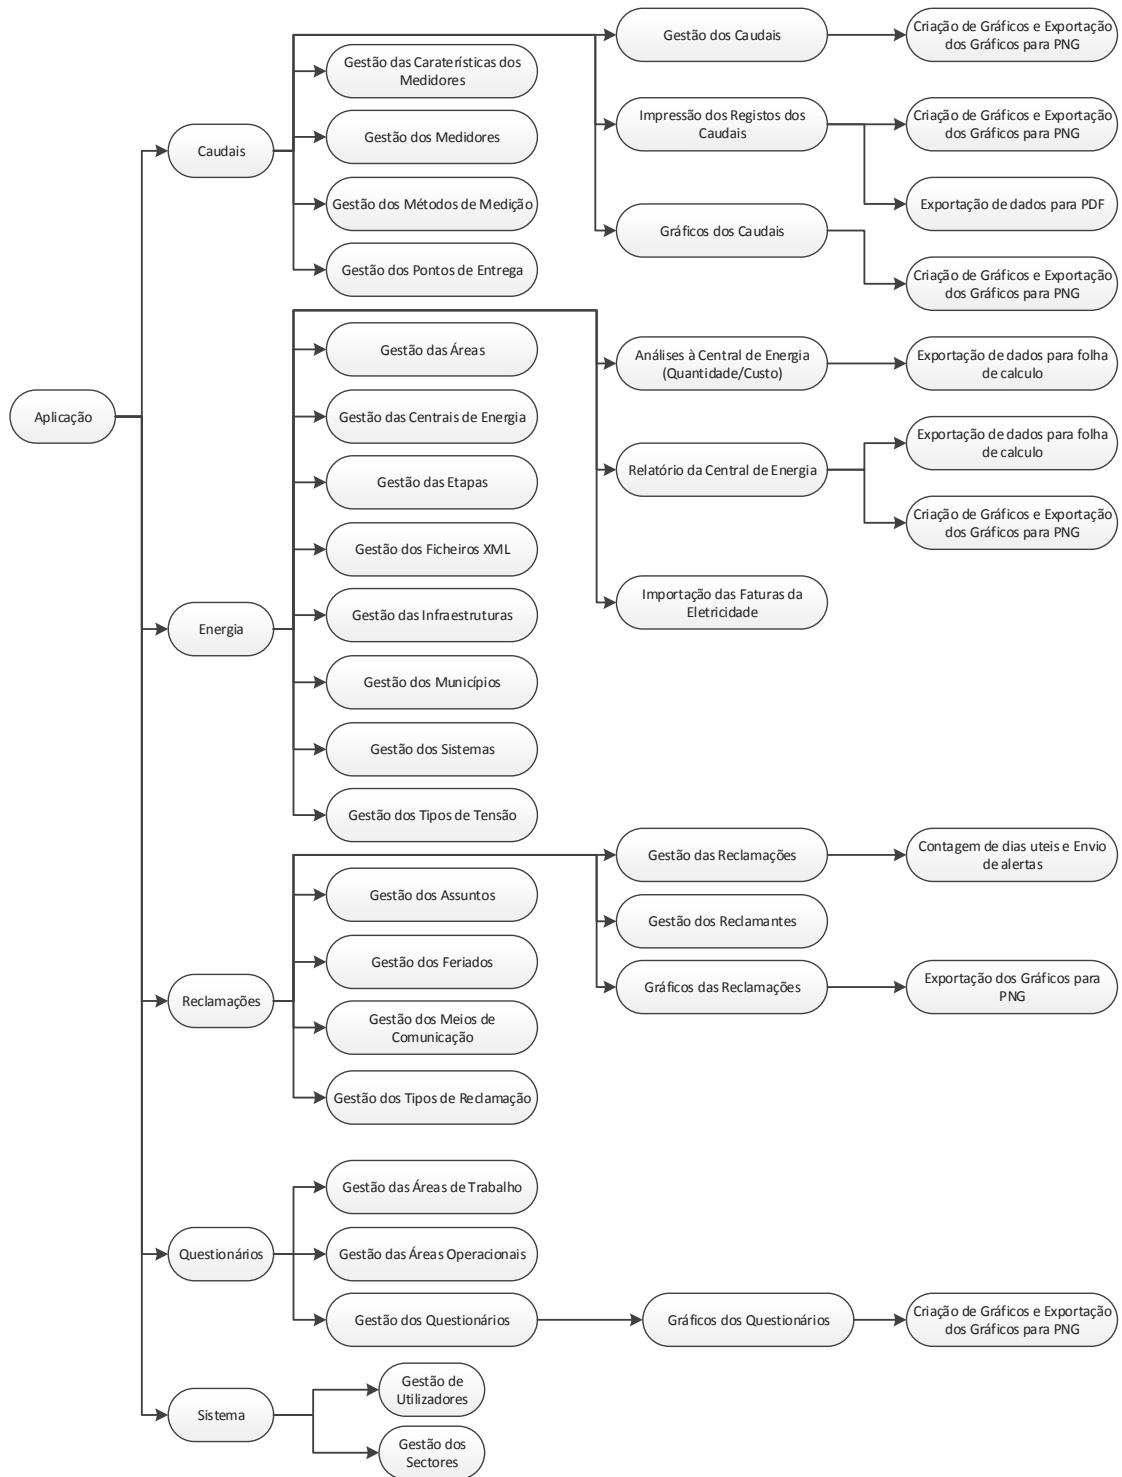 Aplicação
Caudais
Gestão das Caraterísticas dos
Medidores
Gestão dos Medidores
Gestão dos Métodos de Medição
Gestão dos Pontos de Entrega
Gestão dos Caudais
Criação de Gráficos e Exportação
dos Gráficos para PNG
Impressão dos Registos dos
Caudais
Criação de Gráficos e Exportação
dos Gráficos para PNG
Exportação de dados para PDF
Gráficos dos Caudais
Criação de Gráficos e Exportação
dos Gráficos para PNG
Energia
Gestão das Áreas
Gestão das Centrais de Energia
Gestão das Etapas
Gestão dos Ficheiros XML
Gestão das Infraestruturas
Gestão dos Municípios
Gestão dos Sistemas
Gestão dos Tipos de Tensão
Análises à Central de Energia
(Quantidade/Custo)
Exportação de dados para folha
de calculo
Relatório da Central de Energia
Exportação de dados para folha
de calculo
Criação de Gráficos e Exportação
dos Gráficos para PNG
Importação das Faturas da
Eletricidade
Reclamações
Gestão dos Assuntos
Gestão dos Feriados
Gestão dos Meios de
Comunicação
Gestão dos Tipos de Reclamação
Gestão das Reclamações
Contagem de dias uteis e Envio
de alertas
Gestão dos Reclamantes
Gráficos das Reclamações
Exportação dos Gráficos para
PNG
Questionários
Gestão das Áreas de Trabalho
Gestão das Áreas Operacionais
Gestão dos Questionários
Gráficos dos Questionários
Criação de Gráficos e Exportação
dos Gráficos para PNG
Sistema
Gestão de
Utilizadores
Gestão dos
Sectores